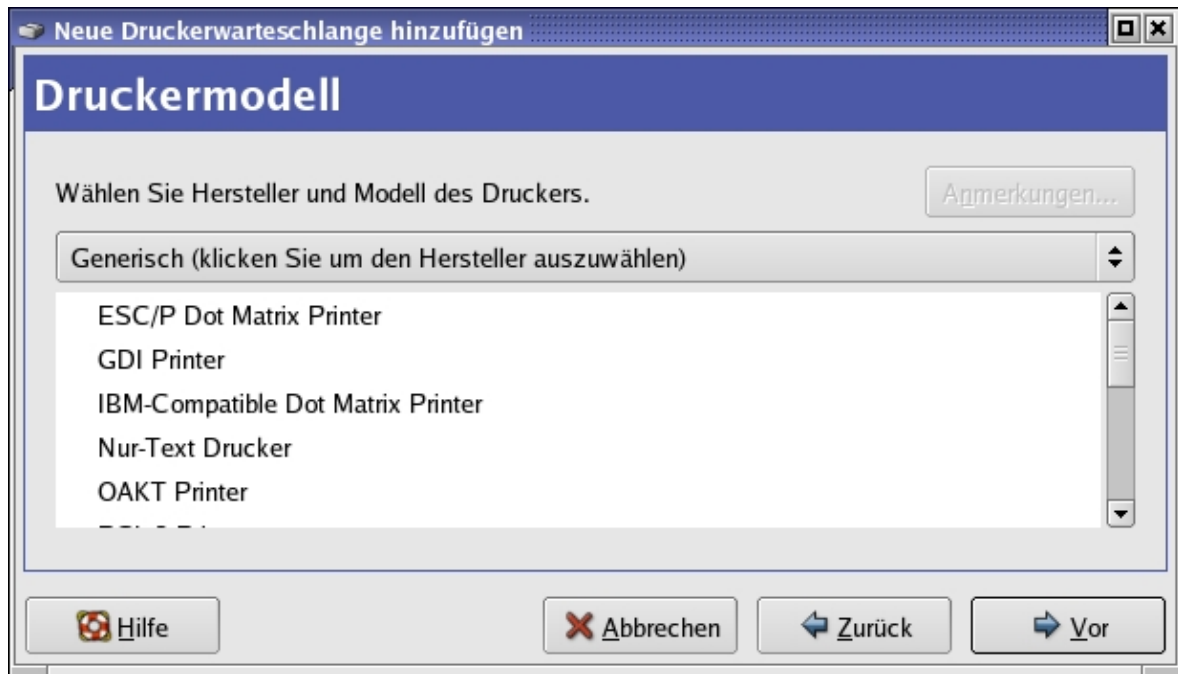 Neue Druckerwarteschlange hinzufügen
Druckermodell
Wählen Sie Hersteller und Modell des Druckers.
Anmerkungen...
Generisch (klicken Sie um den Hersteller auszuwählen)
ESC/P Dot Matrix Printer
GDI Printer
IBM-Compatible Dot Matrix Printer
Nur-Text Drucker
OAKT Printer
Hilfe
Abbrechen
Zurück
Vor